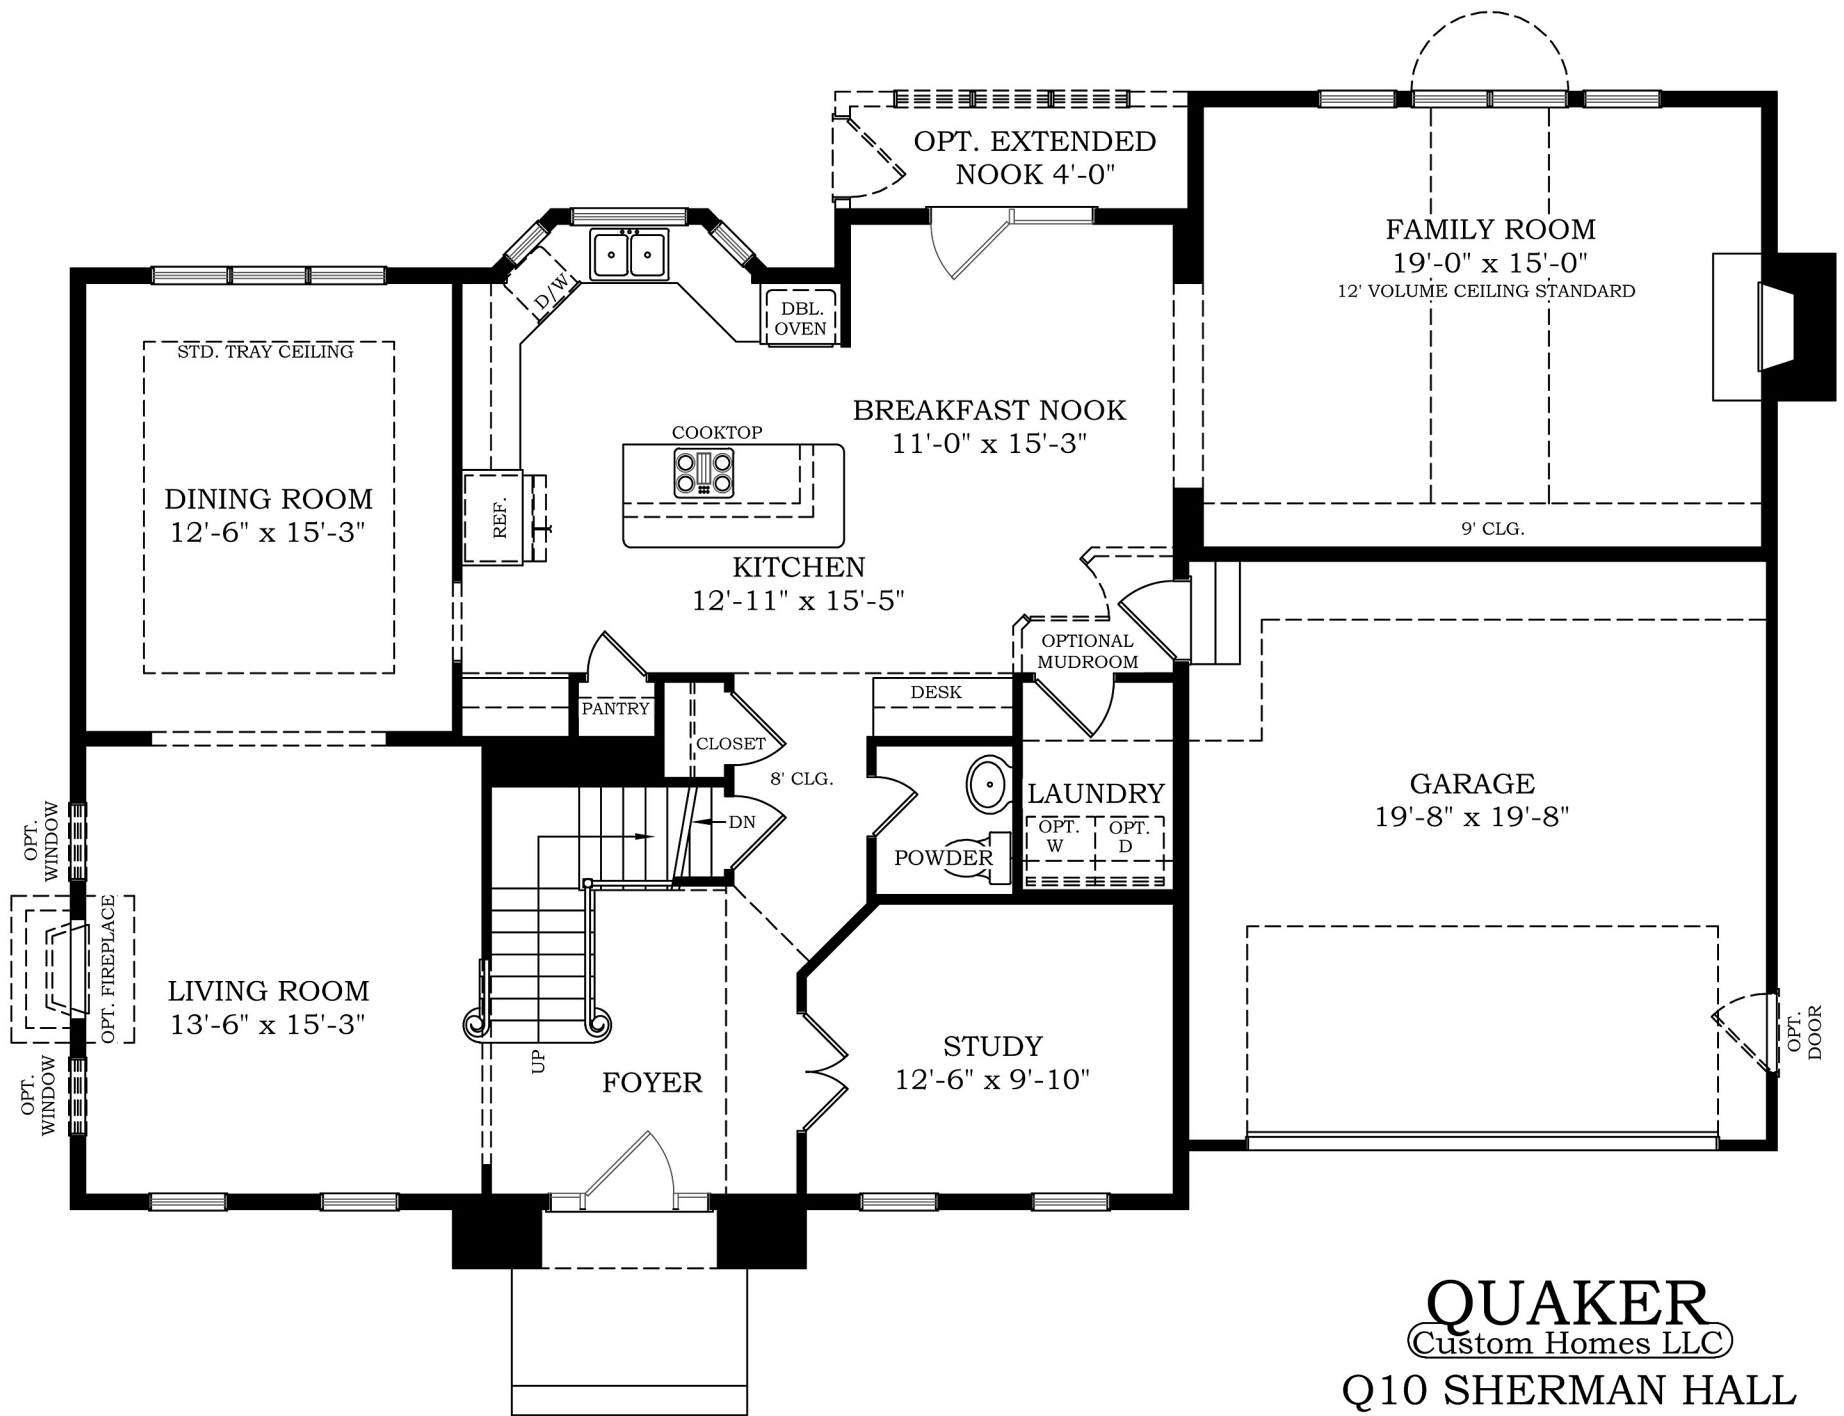 OPT. EXTENDED
NOOK 4'-0"
FAMILY ROOM
19'-0" x 15'-0"
12' VOLUME CEILING STANDARD
9' CLG.
D/W
DBL.
OVEN
STD. TRAY CEILING
DINING ROOM
12'-6" x 15'-3"
REF.
COOKTOP
BREAKFAST NOOK
11'-0" x 15'-3"
KITCHEN
12'-11" x 15'-5"
OPTIONAL
MUDROOM
PANTRY
CLOSET
8' CLG.
DESK
DN
POWDER
LAUNDRY
OPT.
W
OPT.
D
GARAGE
19'-8" x 19'-8"
OPT.
WINDOW
OPT. FIREPLACE
OPT.
WINDOW
LIVING ROOM
13'-6" x 15'-3"
UP
FOYER
STUDY
12'-6" x 9'-10"
OPT.
DOOR
QUAKER
Custom Homes LLC
Q10 SHERMAN HALL